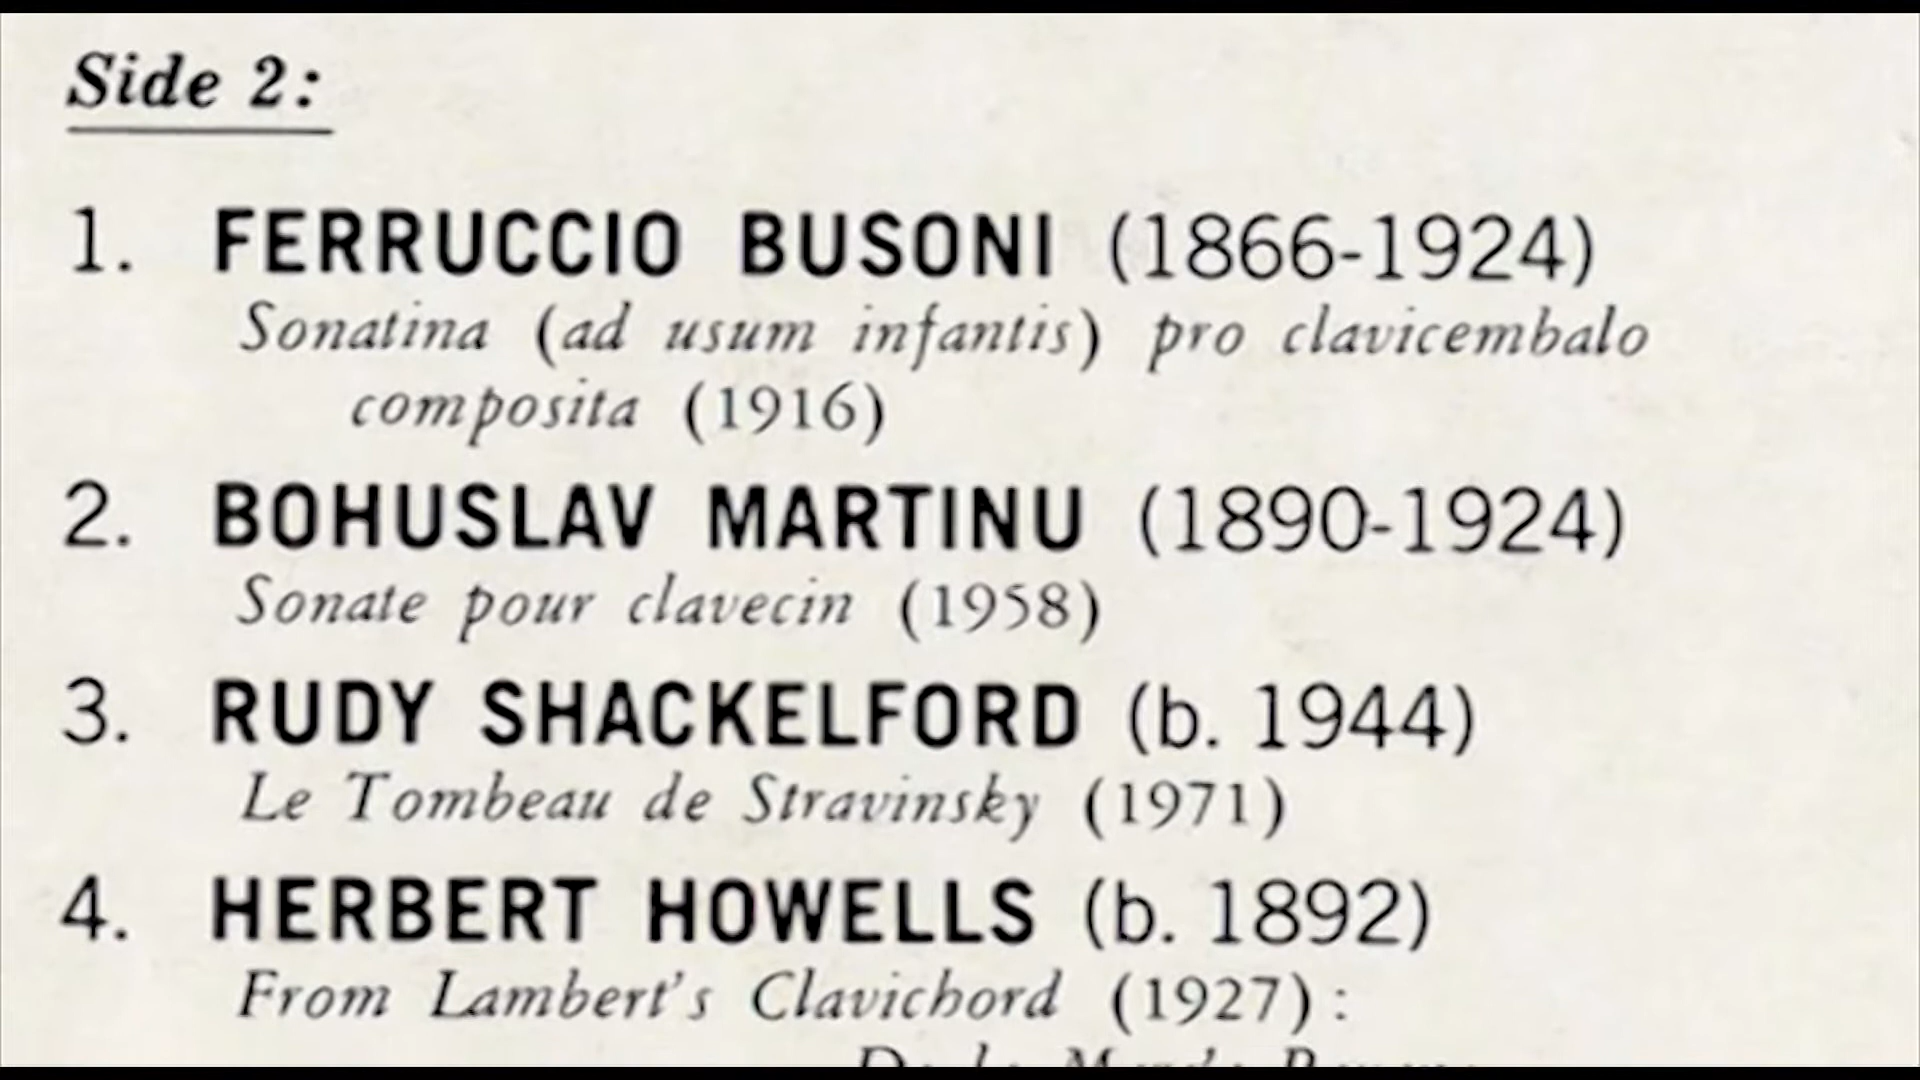 Side 2:
1. FERRUCCIO BUSONI (1866-1924)
Sonatina (ad usum infantis) pro clavicembalo
composita (1916)
2. BOHUSLAV MARTINU (1890-1924)
Sonate pour clavecin (1958)
3. RUDY SHACKELFORD (b. 1944)
Le Tombeau de Stravinsky (1971)
4. HERBERT HOWELLS (b. 1892)
From Lambert's Clavichord (1927):